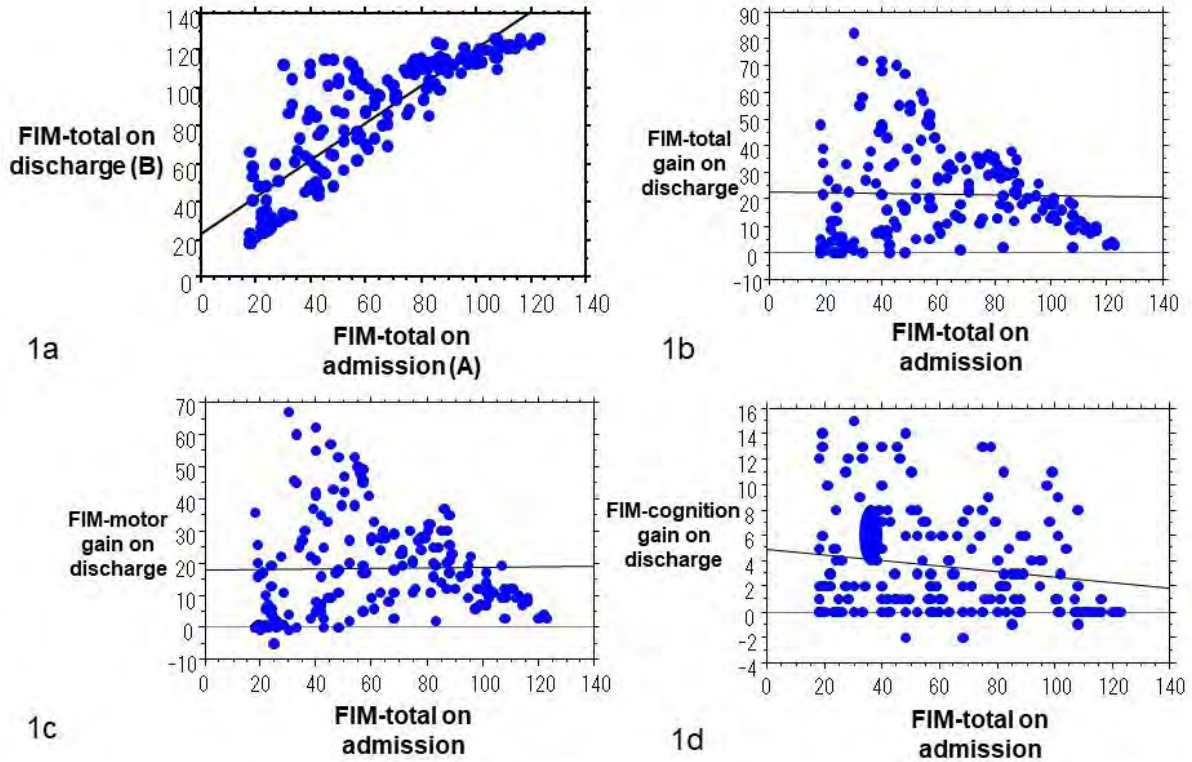 140
120
100
80
60
40
20
0
FIM-total on
discharge (B)
0 20 40 60 80 100 120 140
FIM-total on
admission (A)
1a
90
80
70
60
50
40
30
20
10
0
-10
FIM-total
gain on
discharge
0 20 40 60 80 100 120 140
FIM-total on
admission
1b
70
60
50
40
30
20
10
0
-10
FIM-motor
gain on
discharge
0 20 40 60 80 100 120 140
FIM-total on
admission
1c
16
14
12
10
8
6
4
2
0
-2
-4
FIM-cognition
gain on
discharge
0 20 40 60 80 100 120 140
FIM-total on
admission
1d